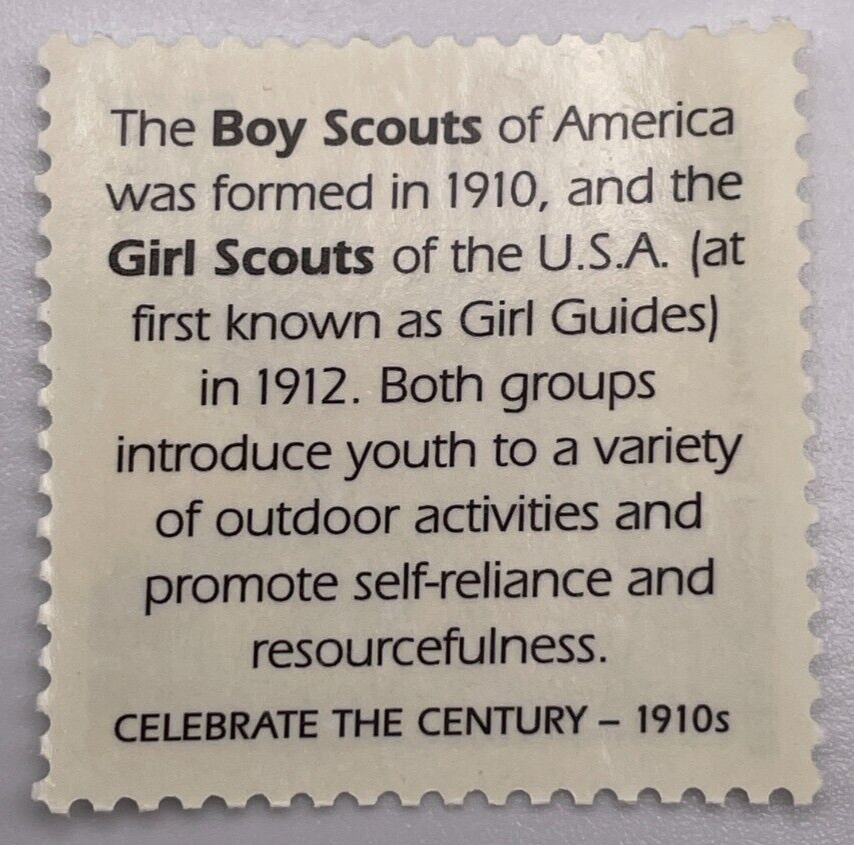 The Boy Scouts of America
was formed in 1910, and the
Girl Scouts of the U.S.A. (at
first known as Girl Guides)
in 1912. Both groups
introduce youth to a variety
of outdoor activities and
promote self-reliance and
resourcefulness.
CELEBRATE THE CENTURY – 1910s